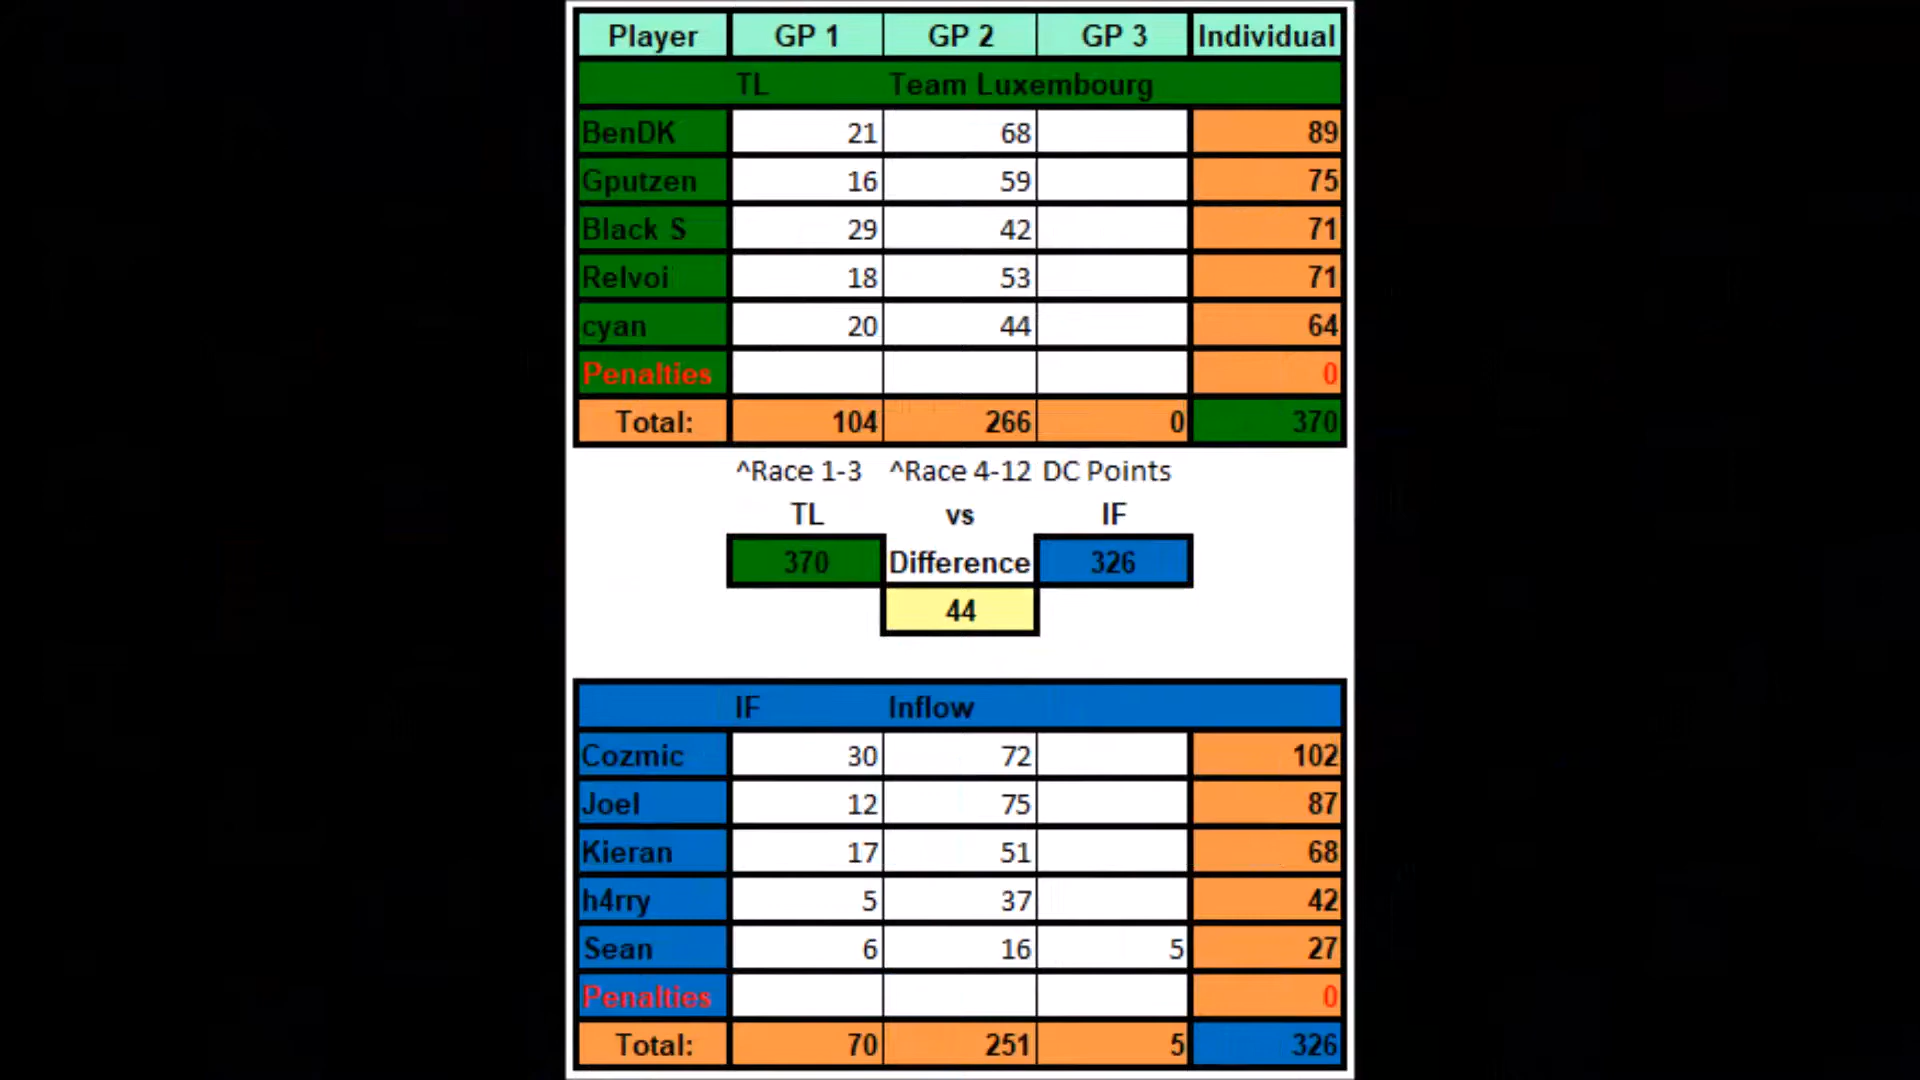 Player GP 1 GP 2 GP 3 Individual
TL Team Luxembourg
BenDK 21 68 89
Gputzen 16 59 75
Black S 29 42 71
Relvoi 18 53 71
cyan 20 44 64
Penalties 0
Total: 104 266 0 370
^Race 1-3 ^Race 4-12 DC Points
TL vs IF
370 Difference 326
44
IF Inflow
Cozmic 30 72 102
Joel 12 75 87
Kieran 17 51 68
h4rry 5 37 42
Sean 6 16 5 27
Penalties 0
Total: 70 251 5 326